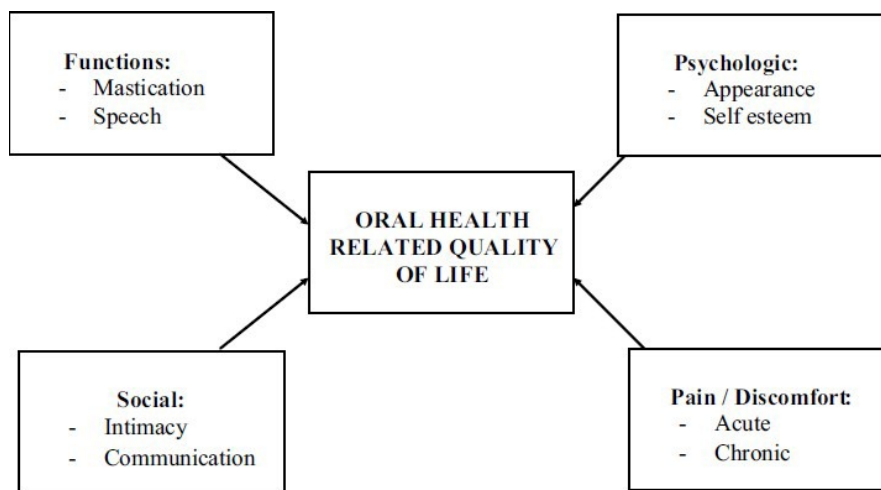 Functions:
- Mastication
- Speech
Psychologic:
- Appearance
- Self esteem
ORAL HEALTH
RELATED QUALITY
OF LIFE
Social:
- Intimacy
- Communication
Pain / Discomfort:
- Acute
- Chronic